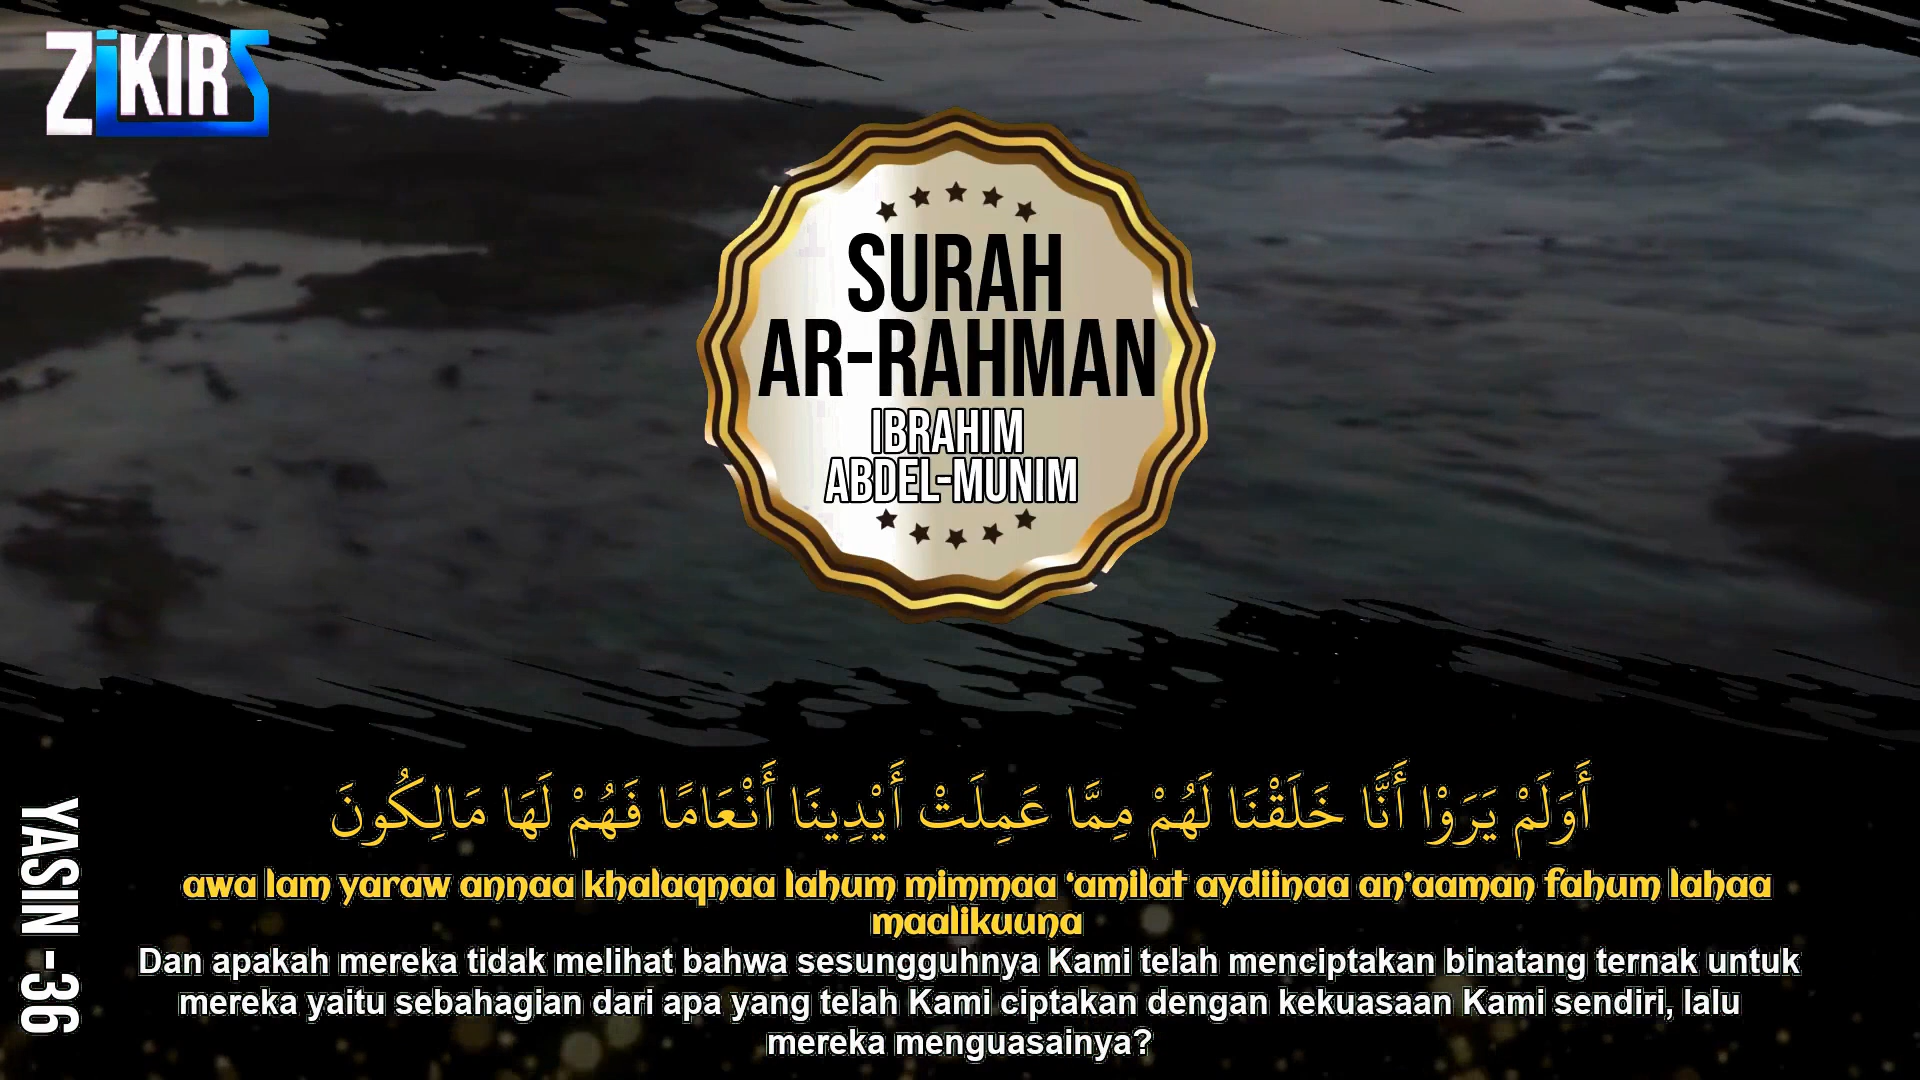 ZiKIRS
SURAH
AR-RAHMAN
IBRAHIM
ABDEL-MUNIM
أَوَلَمْ يَرَوْا أَنَّا خَلَقْنَا لَهُمْ مِمَّا عَمِلَتْ أَيْدِينَا أَنْعَامًا فَهُمْ لَهَا مَالِكُونَ
awa lam yaraw annaa khalaqnaa lahum mimmaa ‘amilat aydiinaa an’aaman fahum lahaa
maalikuuna
Dan apakah mereka tidak melihat bahwa sesungguhnya Kami telah menciptakan binatang ternak untuk
mereka yaitu sebahagian dari apa yang telah Kami ciptakan dengan kekuasaan Kami sendiri, lalu
mereka menguasainya?
YASIN -36